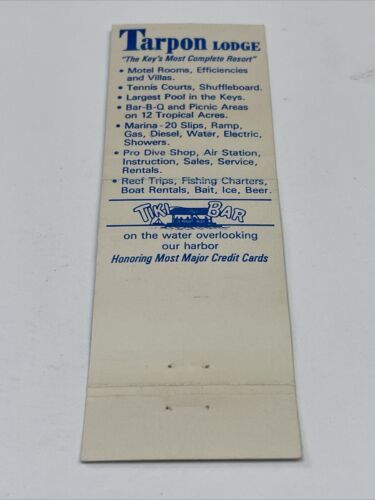 Tarpon LODGE
"The Key's Most Complete Resort"
• Motel Rooms, Efficiencies
and Villas.
• Tennis Courts, Shuffleboard.
• Largest Pool in the Keys.
• Bar-B-Q and Picnic Areas
on 12 Tropical Acres.
• Marina-20 Slips, Ramp,
Gas, Diesel, Water, Electric,
Showers.
• Pro Dive Shop, Air Station,
Instruction, Sales, Service,
Rentals.
• Reef Trips, Fishing Charters,
Boat Rentals, Bait, Ice, Beer.
TIKI BAR
on the water overlooking
our harbor
Honoring Most Major Credit Cards